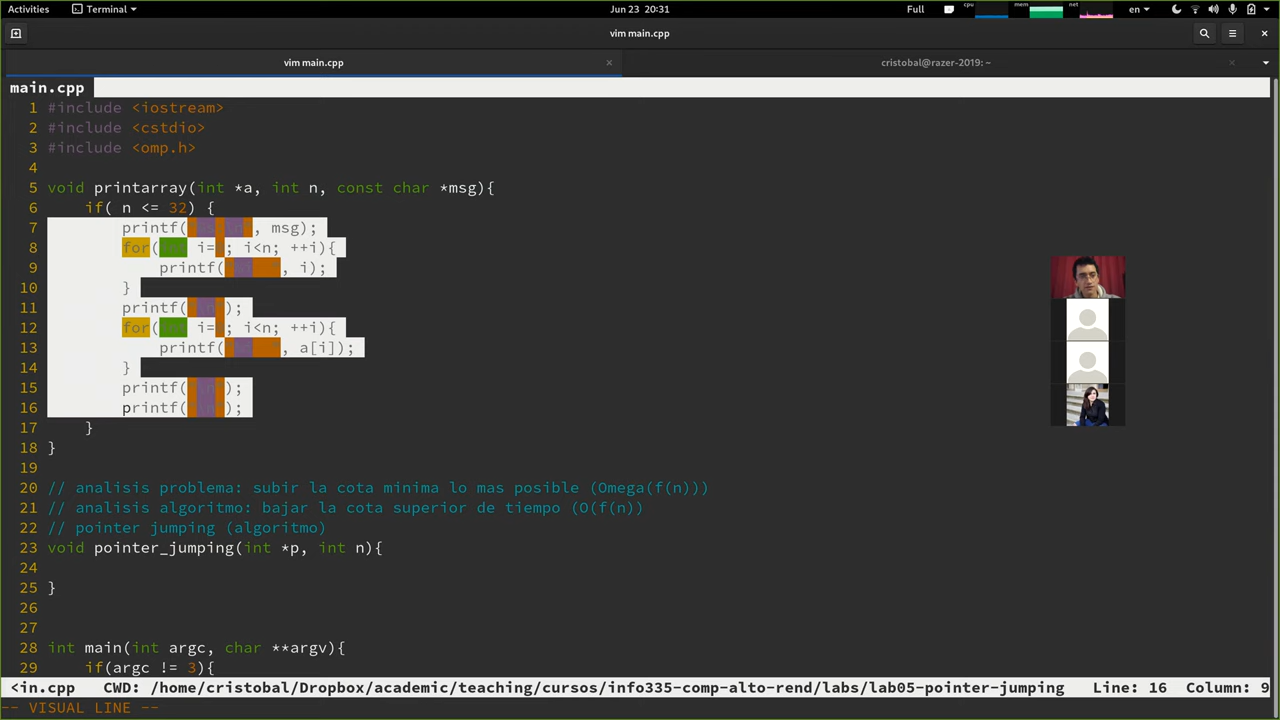 Activities Terminal Jun 23 20:31 Full cpu mem net en
vim main.cpp
vim main.cpp × cristobal@razer-2019: ~ ×
main.cpp
1 #include <iostream>
2 #include <cstdio>
3 #include <omp.h>
4
5 void printarray(int *a, int n, const char *msg){
6 if( n <= 32) {
7 printf( , msg);
8 for( i= ; i<n; ++i){
9 printf( , i);
10 }
11 printf( );
12 for( i= ; i<n; ++i){
13 printf( , a[i]);
14 }
15 printf( );
16 printf( );
17 }
18 }
19
20 // analisis problema: subir la cota minima lo mas posible (Omega(f(n)))
21 // analisis algoritmo: bajar la cota superior de tiempo (O(f(n))
22 // pointer jumping (algoritmo)
23 void pointer_jumping(int *p, int n){
24
25 }
26
27
28 int main(int argc, char **argv){
29 if(argc != 3){
<in.cpp CWD: /home/cristobal/Dropbox/academic/teaching/cursos/info335-comp-alto-rend/labs/lab05-pointer-jumping Line: 16 Column: 9
-- VISUAL LINE --